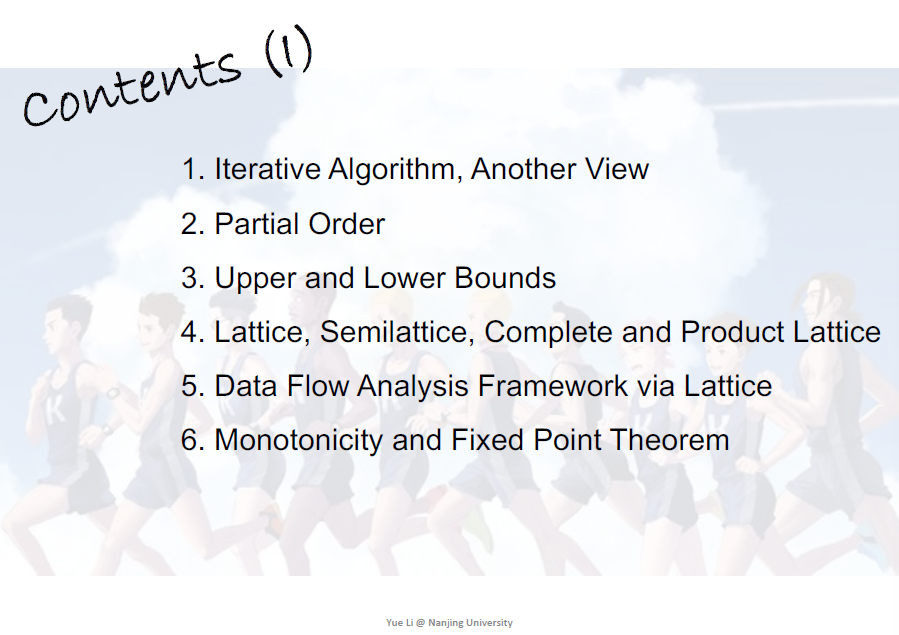 Contents (I)
1. Iterative Algorithm, Another View
2. Partial Order
3. Upper and Lower Bounds
4. Lattice, Semilattice, Complete and Product Lattice
5. Data Flow Analysis Framework via Lattice
6. Monotonicity and Fixed Point Theorem
K
Yue Li @ Nanjing University